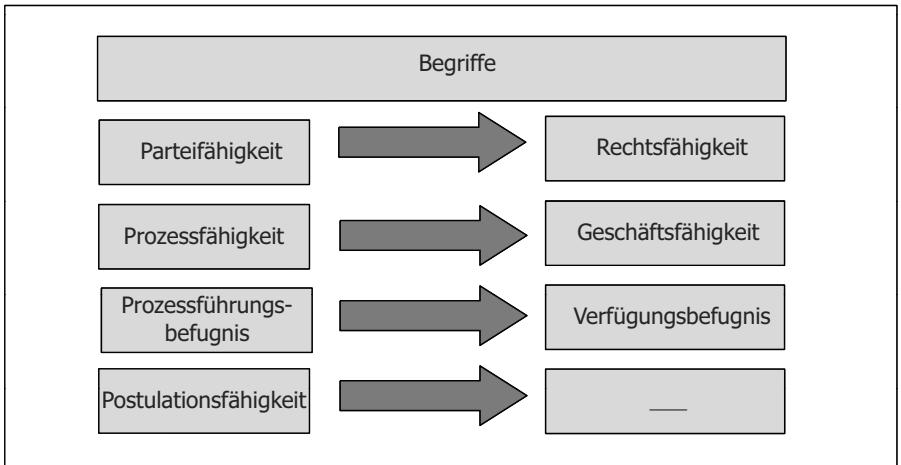 Begriffe
Parteifähigkeit
Rechtsfähigkeit
Prozessfähigkeit
Geschäftsfähigkeit
Prozessführungs-
befugnis
Verfügungsbefugnis
Postulationsfähigkeit
___